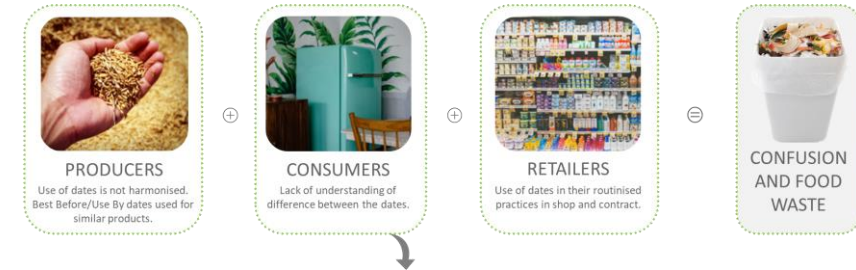 PRODUCERS
Use of dates is not harmonised.
Best Before/Use By dates used for
similar products.
CONSUMERS
Lack of understanding of
difference between the dates.
RETAILERS
Use of dates in their routinised
practices in shop and contract.
CONFUSION
AND FOOD
WASTE